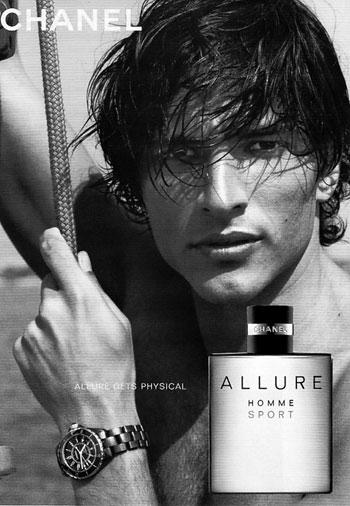 CHANEL
ALLURE GETS PHYSICAL
CHANEL
ALLURE
HOMME
SPORT